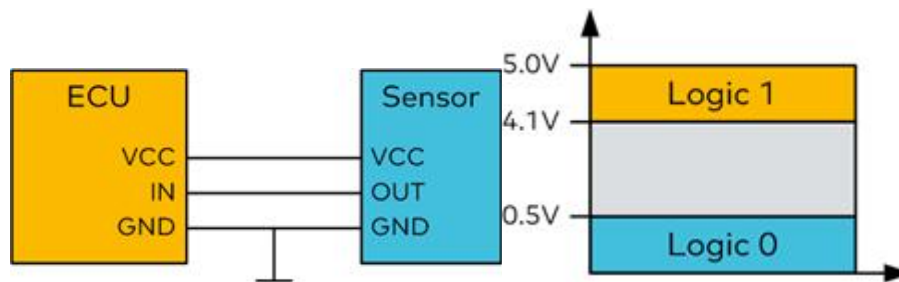 ECU
VCC
IN
GND
Sensor
VCC
OUT
GND
5.0V
4.1V
0.5V
Logic 1
Logic 0